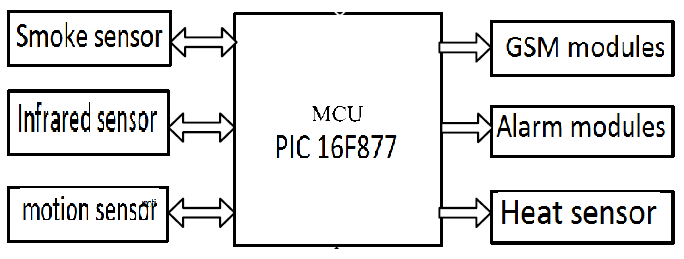 Smoke sensor
Infrared sensor
motion sensor
MCU
PIC 16F877
GSM modules
Alarm modules
Heat sensor